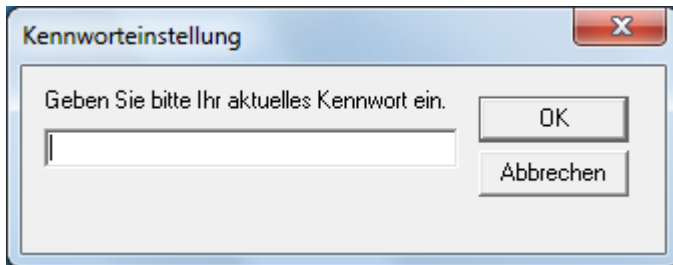 Kennworteinstellung
Geben Sie bitte Ihr aktuelles Kennwort ein.
OK
Abbrechen